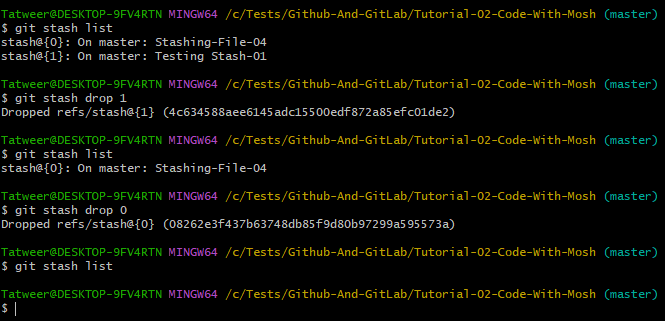 Tatweer@DESKTOP-9FV4RTN MINGW64 /c/Tests/Github-And-GitLab/Tutorial-02-Code-With-Mosh (master)
$ git stash list
stash@{0}: On master: Stashing-File-04
stash@{1}: On master: Testing Stash-01
Tatweer@DESKTOP-9FV4RTN MINGW64 /c/Tests/Github-And-GitLab/Tutorial-02-Code-With-Mosh (master)
$ git stash drop 1
Dropped refs/stash@{1} (4c634588aee6145adc15500edf872a85efc01de2)
Tatweer@DESKTOP-9FV4RTN MINGW64 /c/Tests/Github-And-GitLab/Tutorial-02-Code-With-Mosh (master)
$ git stash list
stash@{0}: On master: Stashing-File-04
Tatweer@DESKTOP-9FV4RTN MINGW64 /c/Tests/Github-And-GitLab/Tutorial-02-Code-With-Mosh (master)
$ git stash drop 0
Dropped refs/stash@{0} (08262e3f437b63748db85f9d80b97299a595573a)
Tatweer@DESKTOP-9FV4RTN MINGW64 /c/Tests/Github-And-GitLab/Tutorial-02-Code-With-Mosh (master)
$ git stash list
Tatweer@DESKTOP-9FV4RTN MINGW64 /c/Tests/Github-And-GitLab/Tutorial-02-Code-With-Mosh (master)
$